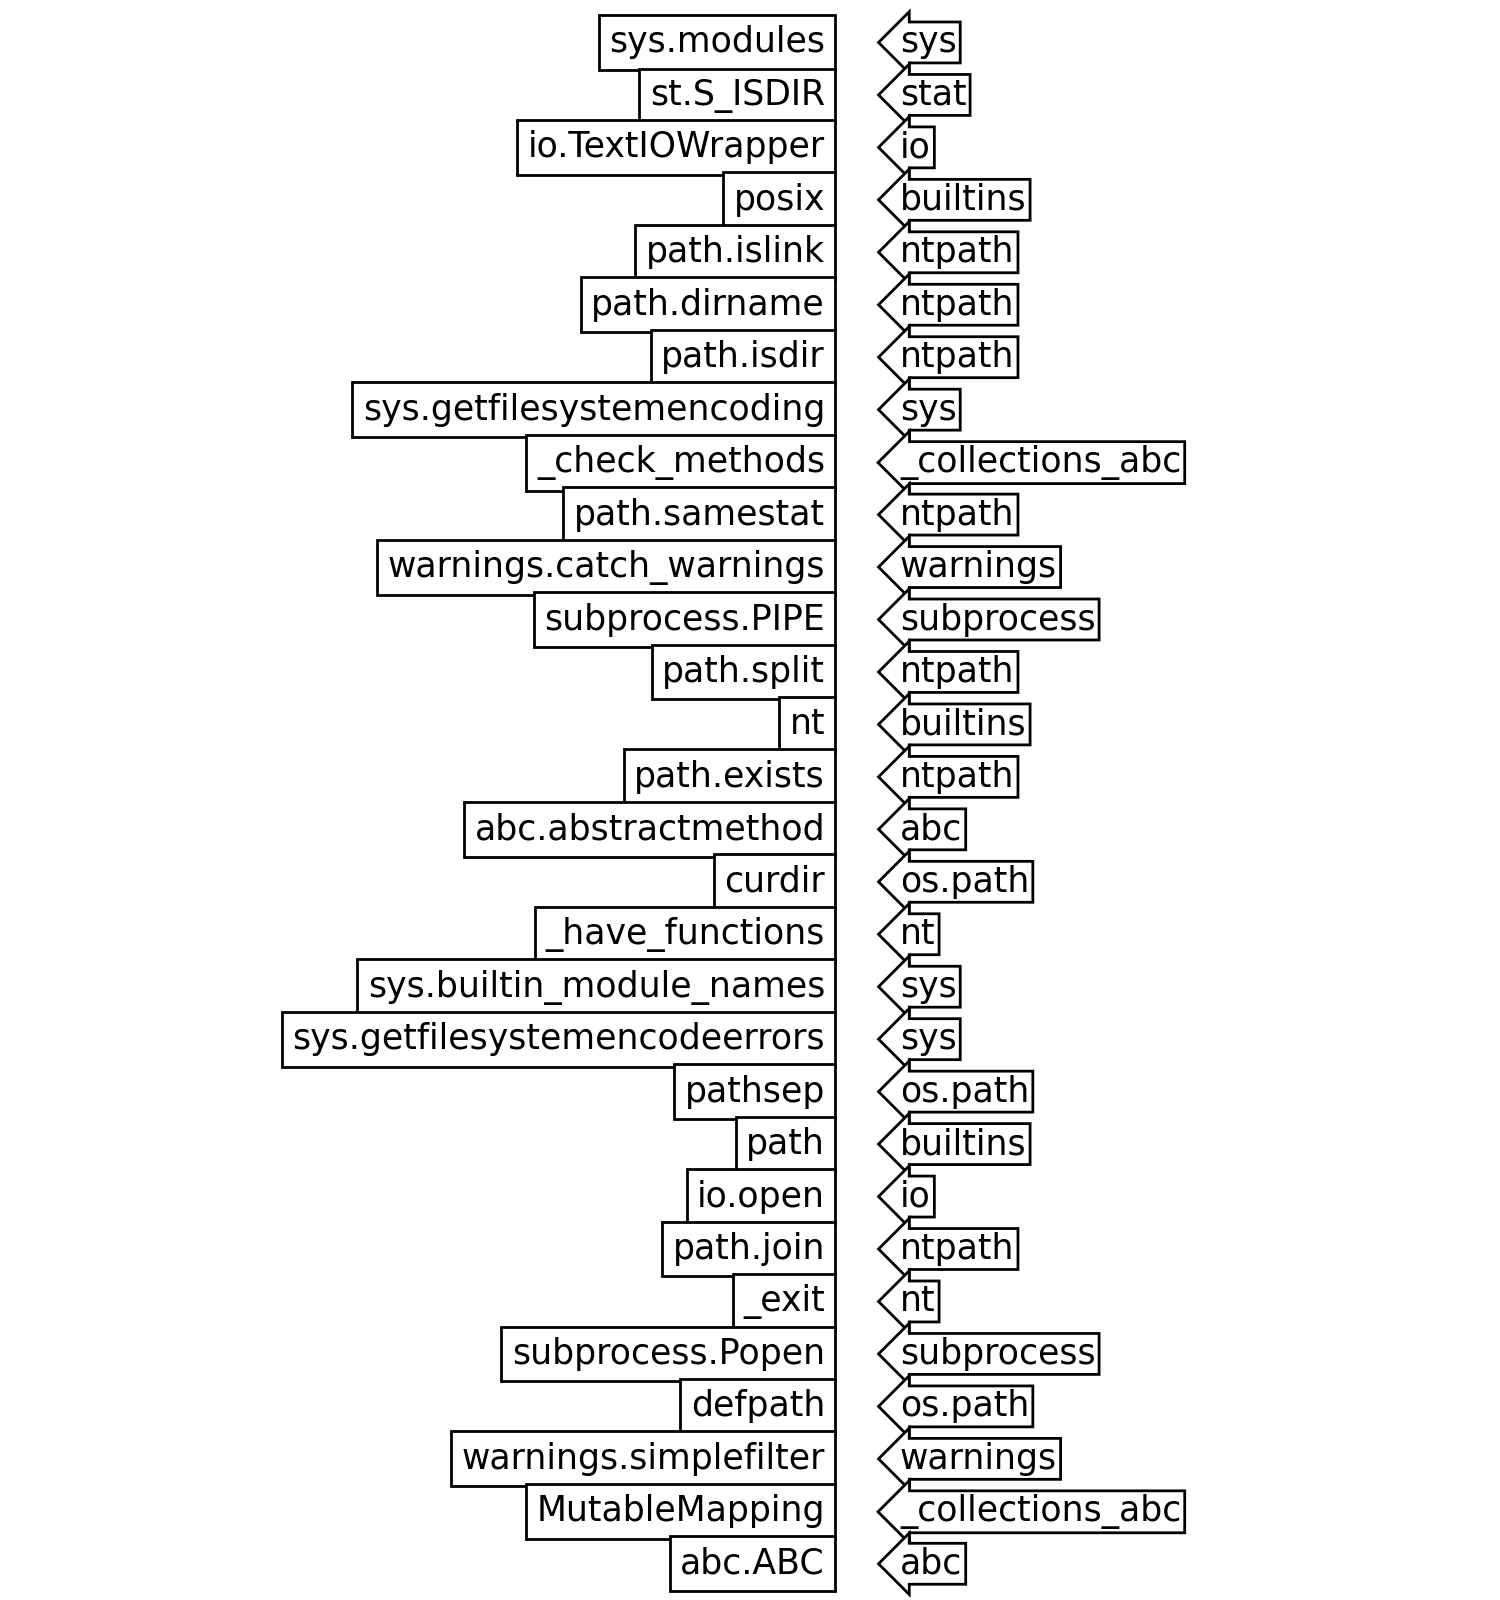 sys.modules sys
st.S_ISDIR stat
io.TextIOWrapper io
posix builtins
path.islink ntpath
path.dirname ntpath
path.isdir ntpath
sys.getfilesystemencoding sys
_check_methods _collections_abc
path.samestat ntpath
warnings.catch_warnings warnings
subprocess.PIPE subprocess
path.split ntpath
nt builtins
path.exists ntpath
abc.abstractmethod abc
curdir os.path
_have_functions nt
sys.builtin_module_names sys
sys.getfilesystemencodeerrors sys
pathsep os.path
path builtins
io.open io
path.join ntpath
_exit nt
subprocess.Popen subprocess
defpath os.path
warnings.simplefilter warnings
MutableMapping _collections_abc
abc.ABC abc